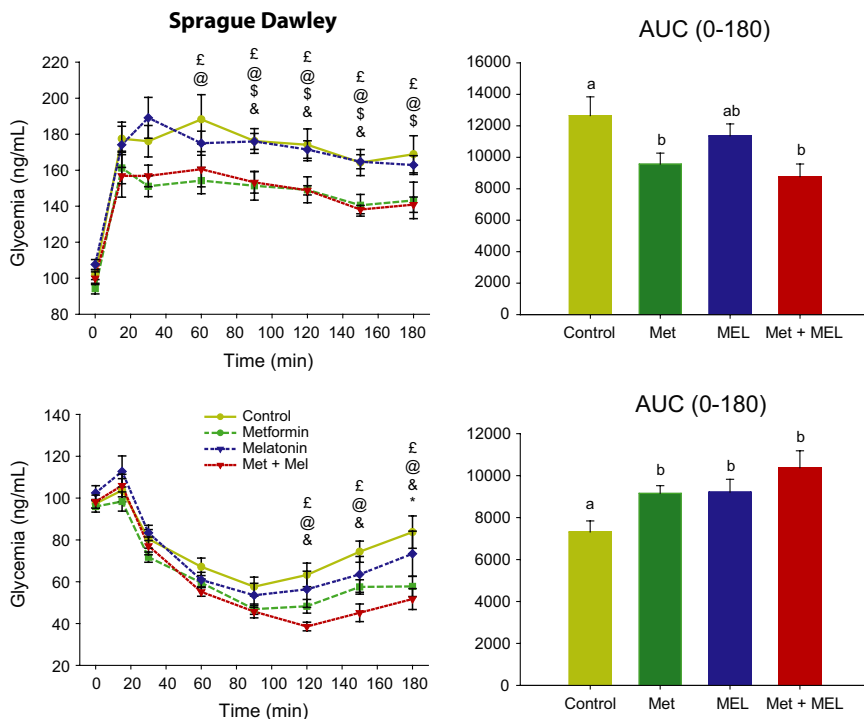 Sprague Dawley
220
200
180
160
140
120
100
80
Glycemia (ng/mL)
£
@
£
@
$
&
£
@
$
&
£
@
$
&
£
@
$
0 20 40 60 80 100 120 140 160 180
Time (min)
AUC (0-180)
16000
14000
12000
10000
8000
6000
4000
2000
0
a
b
ab
b
Control Met MEL Met + MEL
140
120
100
80
60
40
20
Glycemia (ng/mL)
Control
Metformin
Melatonin
Met + Mel
£
@
&
£
@
&
£
@
&
*
0 20 40 60 80 100 120 140 160 180
Time (min)
AUC (0-180)
12000
10000
8000
6000
4000
2000
0
a
b
b
b
Control Met MEL Met + MEL